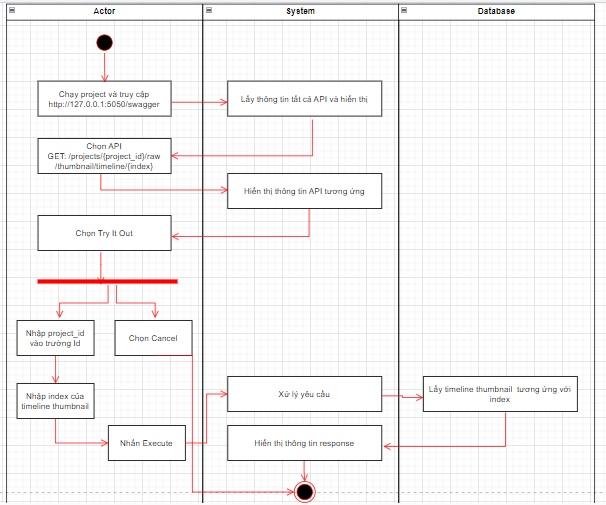 Actor
System
Database
Chạy project và truy cập
http://127.0.0.1:5050/swagger
Lấy thông tin tất cả API và hiển thị
Chọn API
GET: /projects/{project_id}/raw
/thumbnail/timeline/{index}
Hiển thị thông tin API tương ứng
Chọn Try It Out
Nhập project_id
vào trường Id
Chọn Cancel
Nhập index của
timeline thumbnail
Xử lý yêu cầu
Lấy timeline thumbnail tương ứng với
index
Nhấn Execute
Hiển thị thông tin response